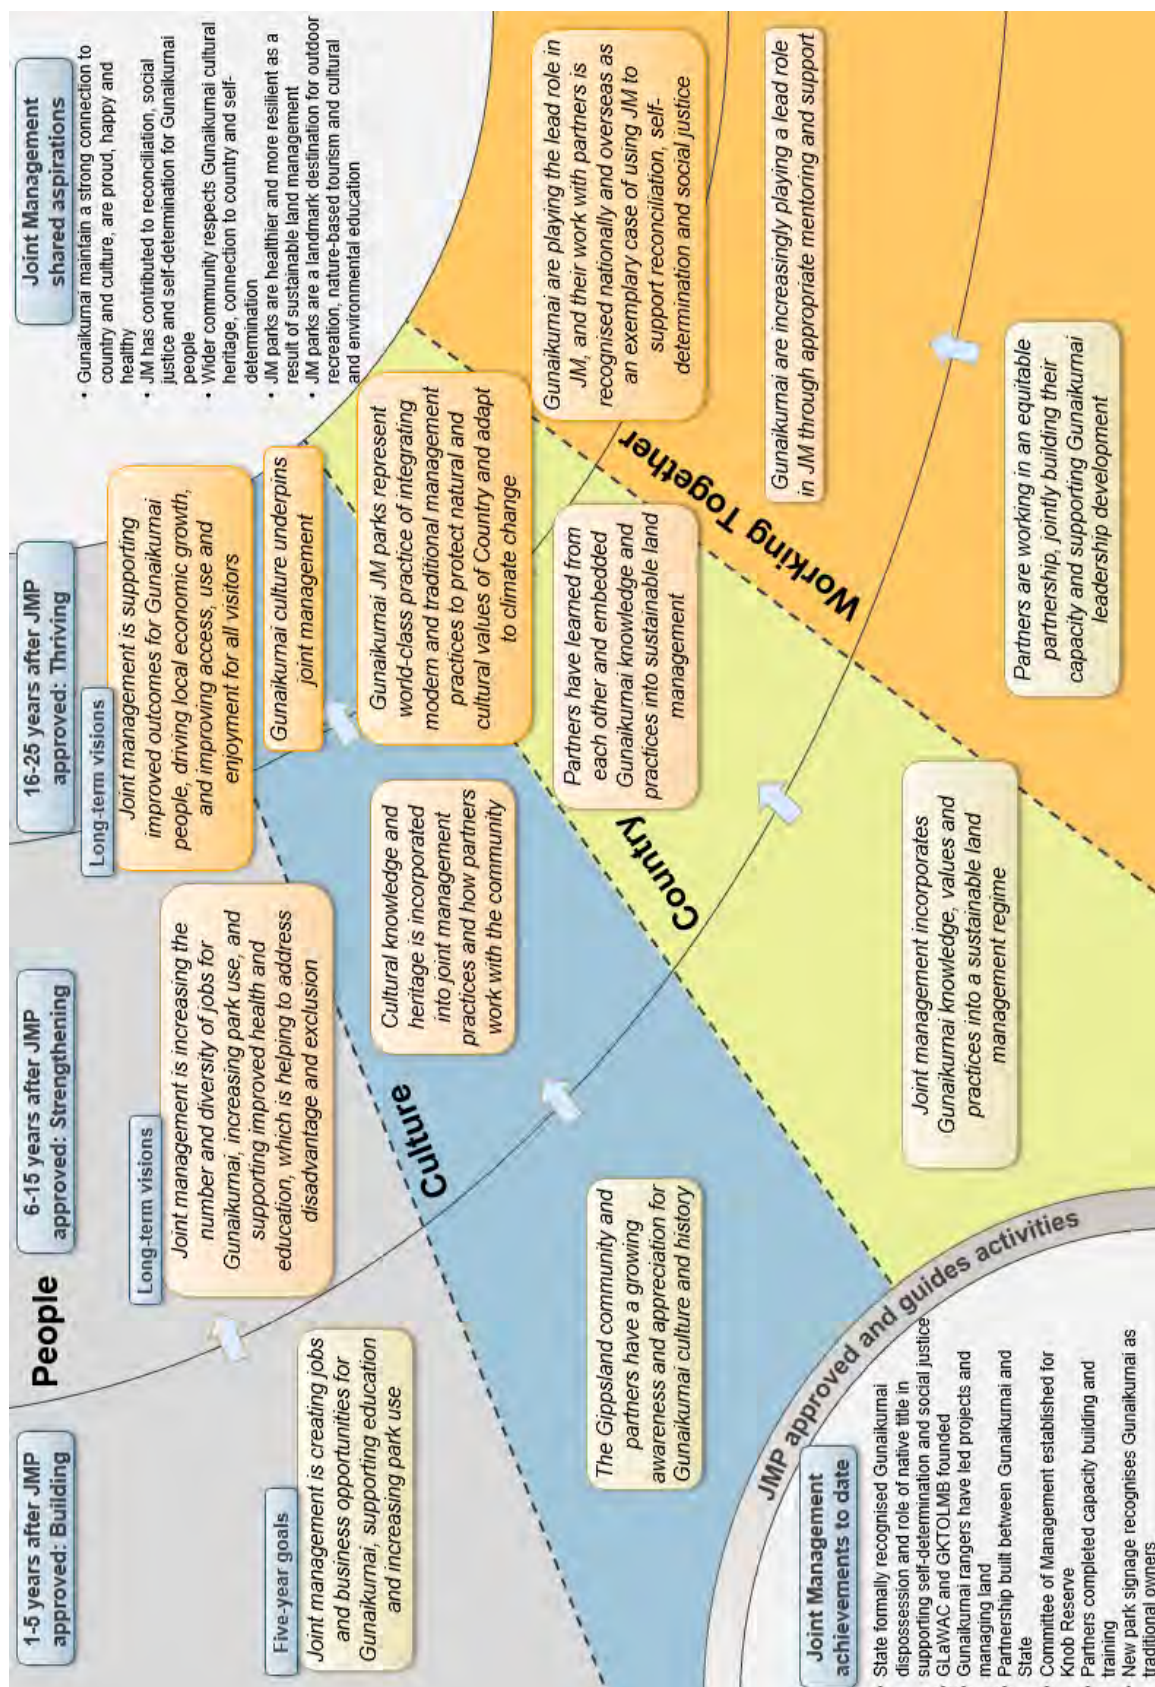 1-5 years after JMP
approved: Building
People
6-15 years after JMP
approved: Strengthening
16-25 years after JMP
approved: Thriving
Joint Management
shared aspirations
• Gunaikurnai maintain a strong connection to
country and culture, are proud, happy and
healthy
• JM has contributed to reconciliation, social
justice and self-determination for Gunaikurnai
people
• Wider community respects Gunaikurnai cultural
heritage, connection to country and self-
determination
• JM parks are healthier and more resilient as a
result of sustainable land management
• JM parks are a landmark destination for outdoor
recreation, nature-based tourism and cultural
and environmental education
Five-year goals
Joint management is creating jobs
and business opportunities for
Gunaikurnai, supporting education
and increasing park use
Long-term visions
Joint management is increasing the
number and diversity of jobs for
Gunaikurnai, increasing park use, and
supporting improved health and
education, which is helping to address
disadvantage and exclusion
Long-term visions
Joint management is supporting
improved outcomes for Gunaikurnai
people, driving local economic growth,
and improving access, use and
enjoyment for all visitors
Culture
The Gippsland community and
partners have a growing
awareness and appreciation for
Gunaikurnai culture and history
Cultural knowledge and
heritage is incorporated
into joint management
practices and how partners
work with the community
Gunaikurnai culture underpins
joint management
Country
Joint management incorporates
Gunaikurnai knowledge, values and
practices into a sustainable land
management regime
Partners have learned from
each other and embedded
Gunaikurnai knowledge and
practices into sustainable land
management
Gunaikurnai JM parks represent
world-class practice of integrating
modern and traditional management
practices to protect natural and
cultural values of Country and adapt
to climate change
Working Together
Partners are working in an equitable
partnership, jointly building their
capacity and supporting Gunaikurnai
leadership development
Gunaikurnai are increasingly playing a lead role
in JM through appropriate mentoring and support
Gunaikurnai are playing the lead role in
JM, and their work with partners is
recognised nationally and overseas as
an exemplary case of using JM to
support reconciliation, self-
determination and social justice
JMP approved and guides activities
Joint Management
achievements to date
• State formally recognised Gunaikurnai
dispossession and role of native title in
supporting self-determination and social justice
• GLaWAC and GKTOLMB founded
• Gunaikurnai rangers have led projects and
managing land
• Partnership built between Gunaikurnai and
State
• Committee of Management established for
Knob Reserve
• Partners completed capacity building and
training
• New park signage recognises Gunaikurnai as
traditional owners